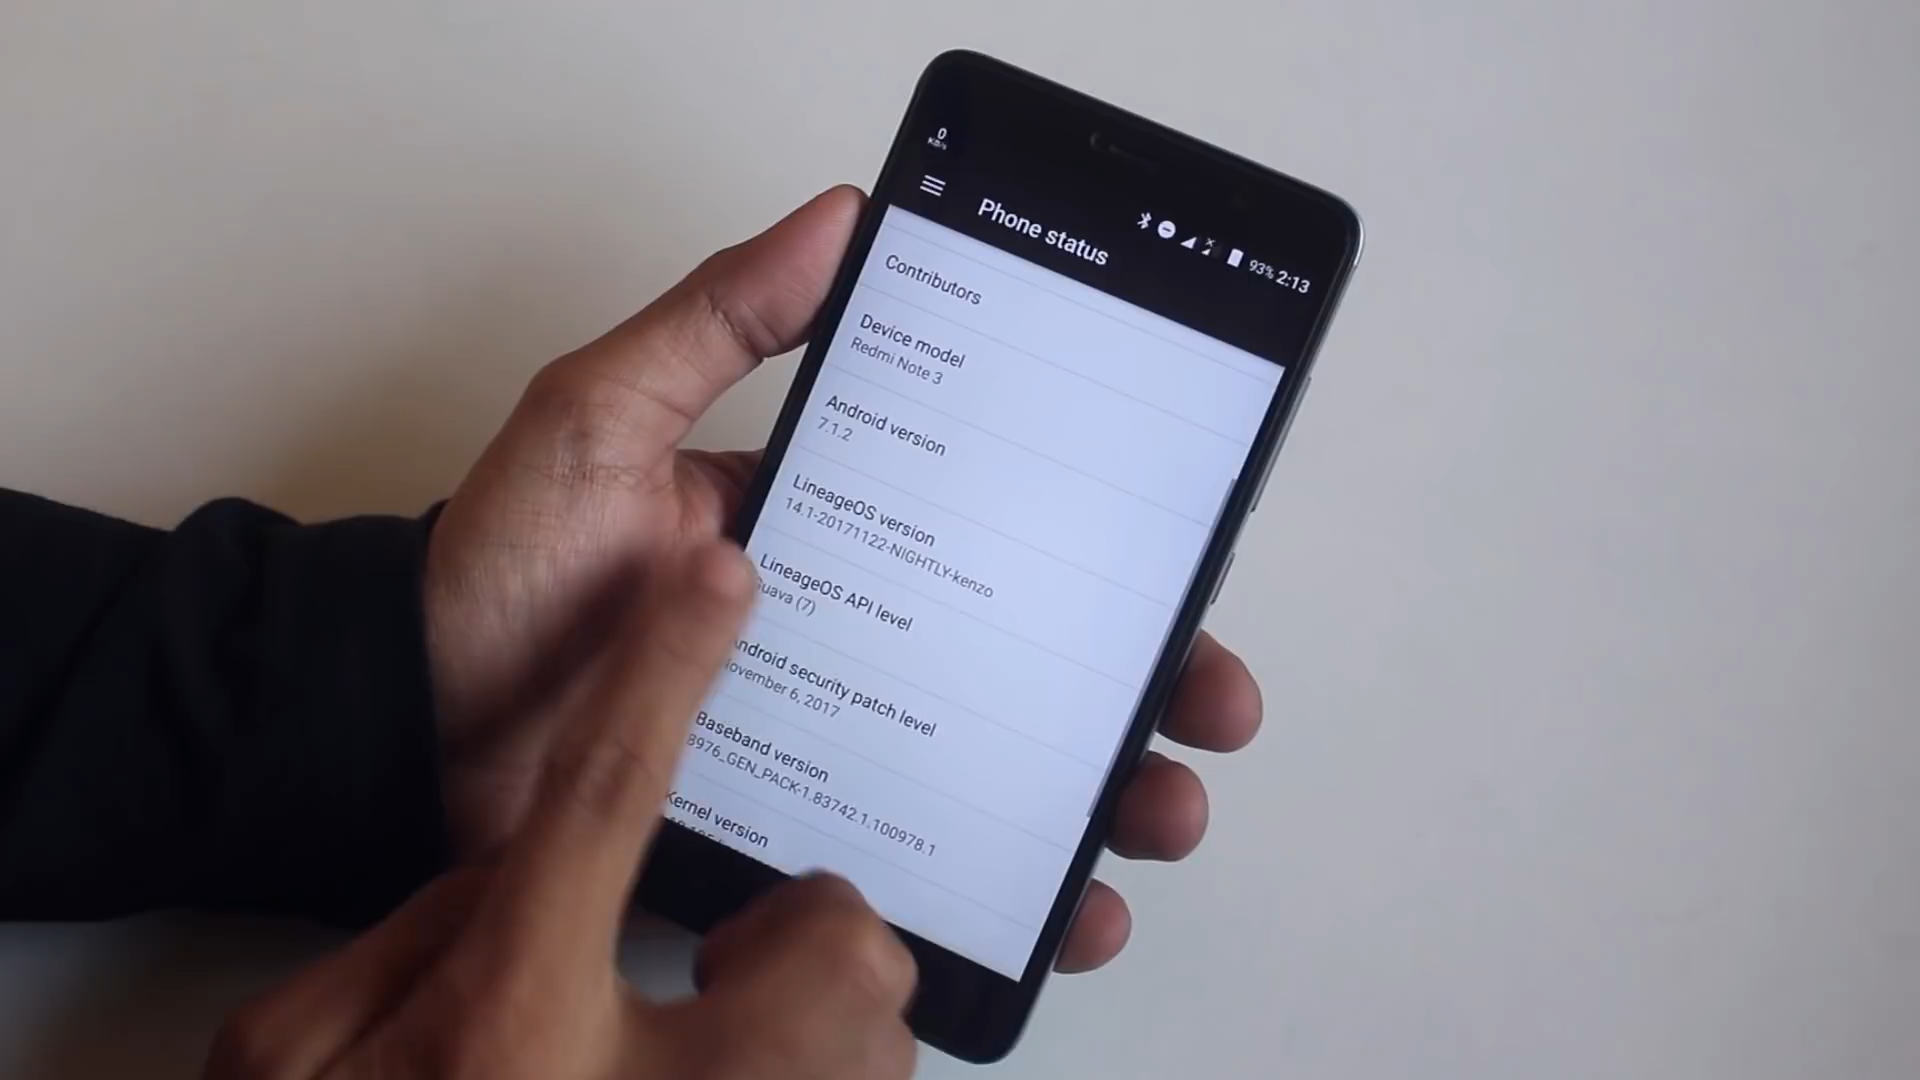 0
KB/s
93% 2:13
Phone status
Contributors
Device model
Redmi Note 3
Android version
7.1.2
LineageOS version
14.1-20171122-NIGHTLY-kenzo
LineageOS API level
Guava (7)
Android security patch level
November 6, 2017
Baseband version
8976_GEN_PACK-1.83742.1.100978.1
Kernel version